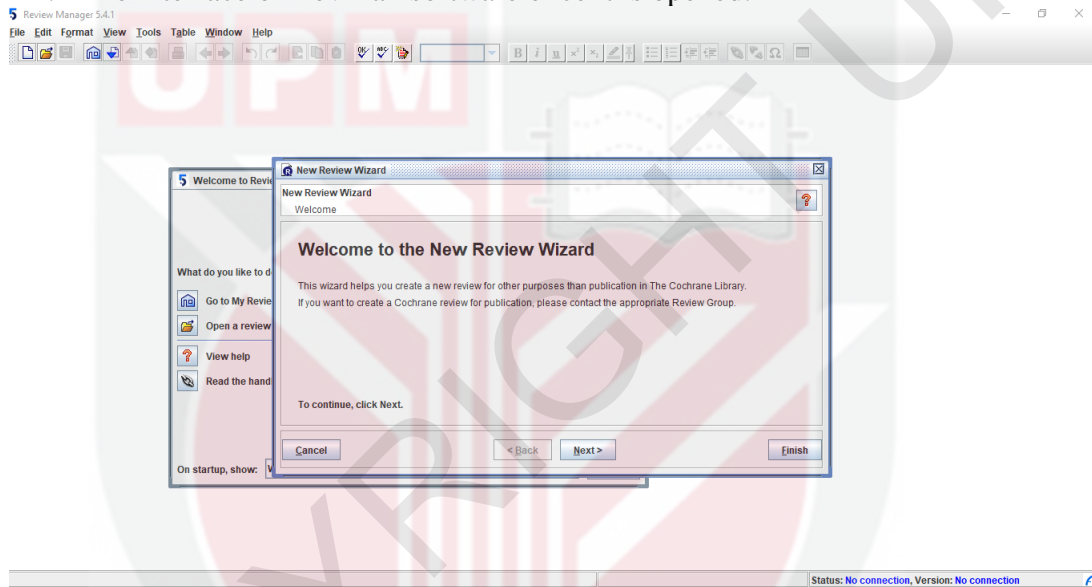 Review Manager 5.4.1
File Edit Format View Tools Table Window Help
B i u x² x₂
UPM
Welcome to Revie
New Review Wizard
New Review Wizard
Welcome
Welcome to the New Review Wizard
This wizard helps you create a new review for other purposes than publication in The Cochrane Library.
If you want to create a Cochrane review for publication, please contact the appropriate Review Group.
What do you like to d
Go to My Revie
Open a review
View help
Read the hand
To continue, click Next.
Cancel < Back Next > Finish
On startup, show:
Status: No connection, Version: No connection
YRIGHT U